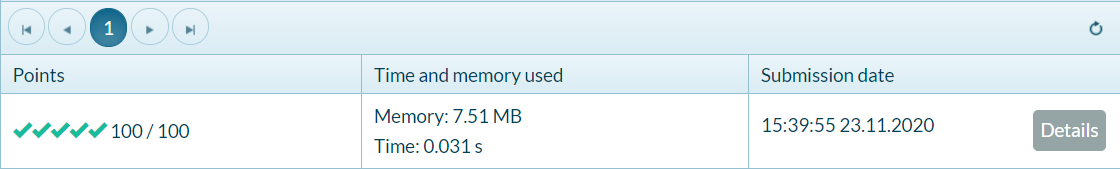 1
Points
Time and memory used
Submission date
100 / 100
Memory: 7.51 MB
Time: 0.031 s
15:39:55 23.11.2020
Details